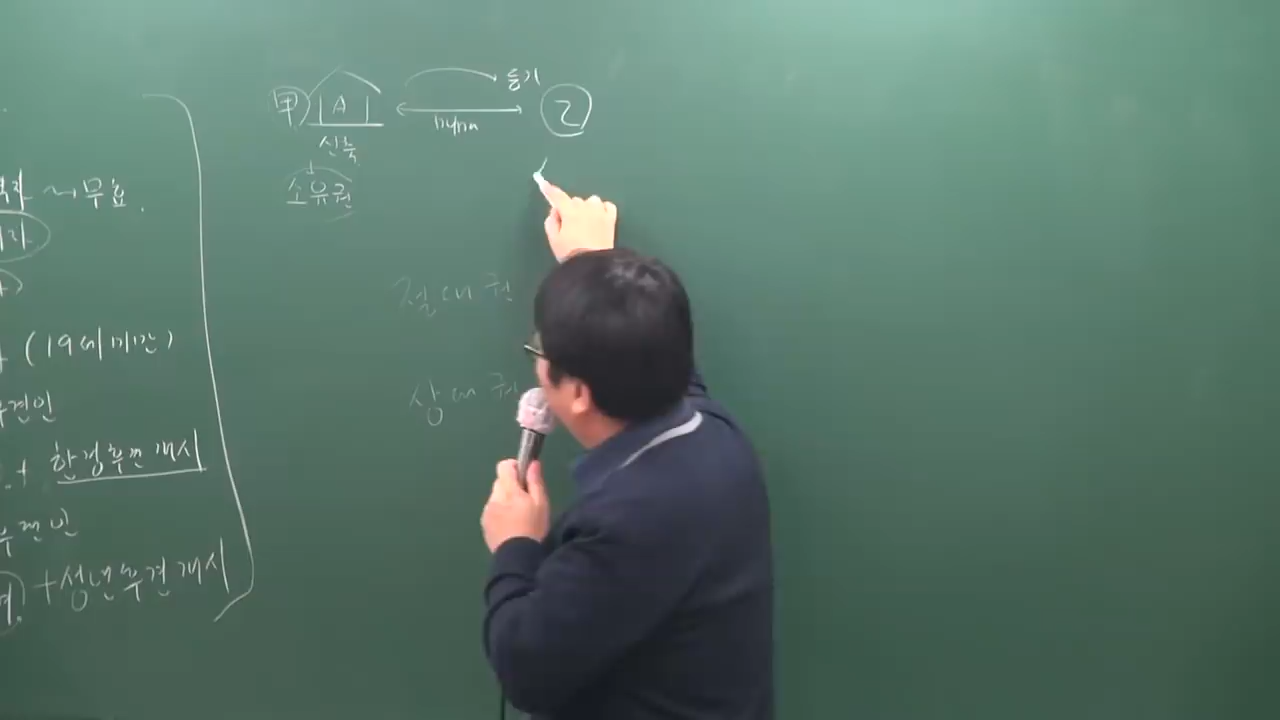 무효.
(19세미만)
후견인
+ 한정후견개시
후견인
+ 성년후견개시
甲 A 등기 乙
매매
신축
소유권
절대권
상대권